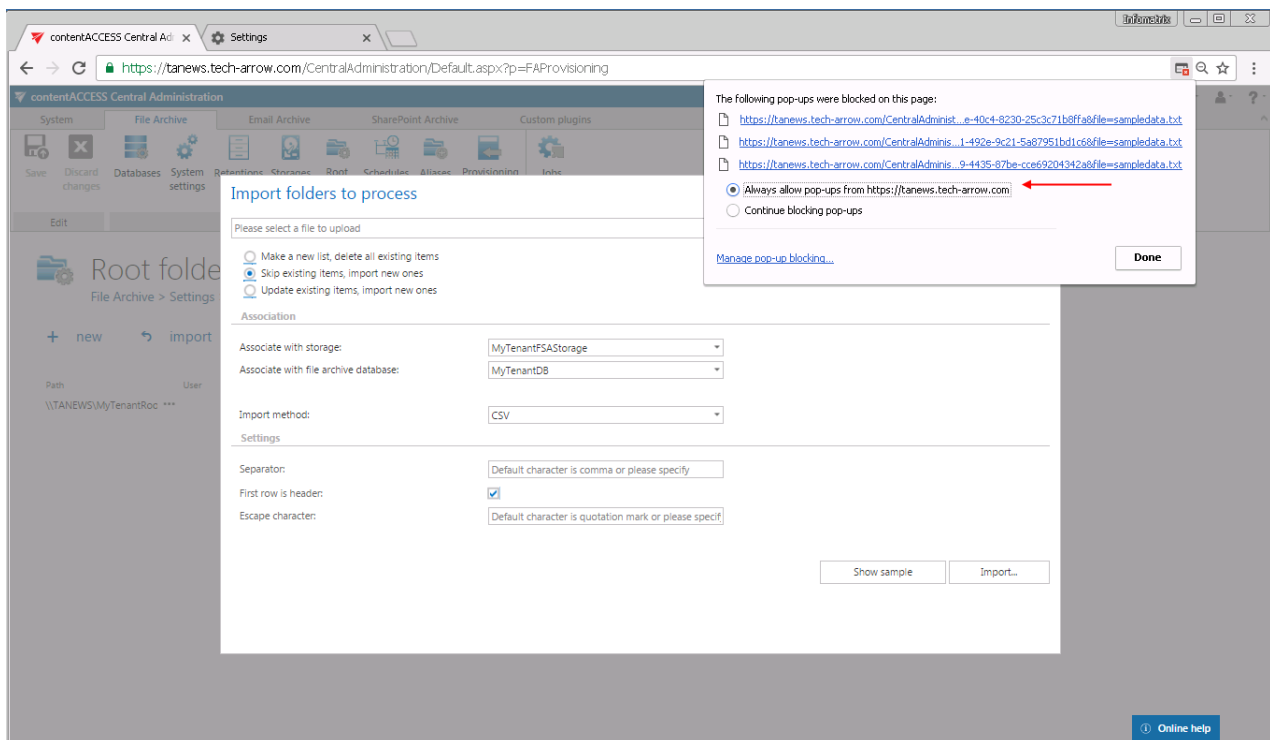 Infometrix
contentACCESS Central Ad
Settings
https://tanews.tech-arrow.com/CentralAdministration/Default.aspx?p=FAProvisioning
contentACCESS Central Administration
System
File Archive
Email Archive
SharePoint Archive
Custom plugins
Save
Discard changes
Databases
System settings
Retentions
Storages
Root
Schedules
Aliases
Provisioning
Jobs
Edit
The following pop-ups were blocked on this page:
https://tanews.tech-arrow.com/CentralAdminist...e-40c4-8230-25c3c71b8ffa&file=sampledata.txt
https://tanews.tech-arrow.com/CentralAdminis...1-492e-9c21-5a87951bd1c6&file=sampledata.txt
https://tanews.tech-arrow.com/CentralAdminis...9-4435-87be-cce69204342a&file=sampledata.txt
Always allow pop-ups from https://tanews.tech-arrow.com
Continue blocking pop-ups
Manage pop-up blocking...
Done
Root folde
File Archive > Settings
+ new
import
Path
User
\\TANEWS\MyTenantRoc ***
Import folders to process
Please select a file to upload
Make a new list, delete all existing items
Skip existing items, import new ones
Update existing items, import new ones
Association
Associate with storage:
MyTenantFSAStorage
Associate with file archive database:
MyTenantDB
Import method:
CSV
Settings
Separator:
Default character is comma or please specify
First row is header:
Escape character:
Default character is quotation mark or please specif
Show sample
Import...
Online help